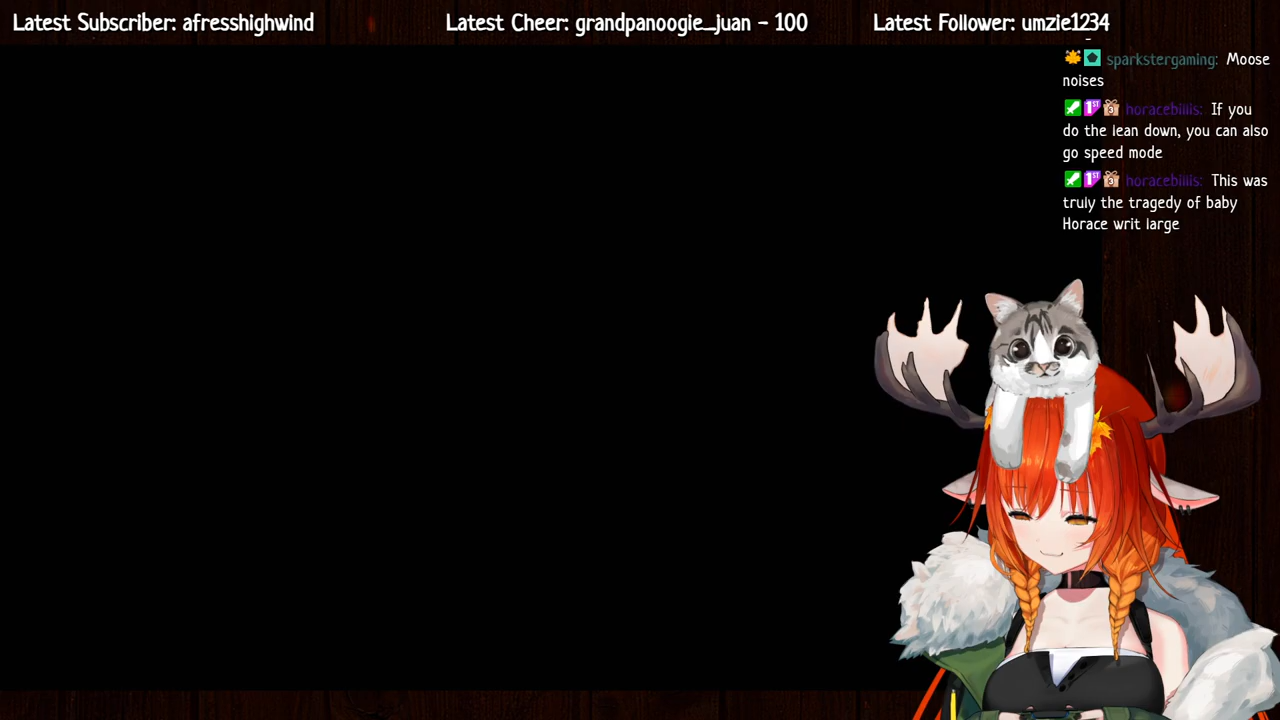 Latest Subscriber: afresshighwind
Latest Cheer: grandpanoogie_juan - 100
Latest Follower: umzie1234
sparkstergaming: Moose
noises
horacebillis: If you
do the lean down, you can also
go speed mode
horacebillis: This was
truly the tragedy of baby
Horace writ large